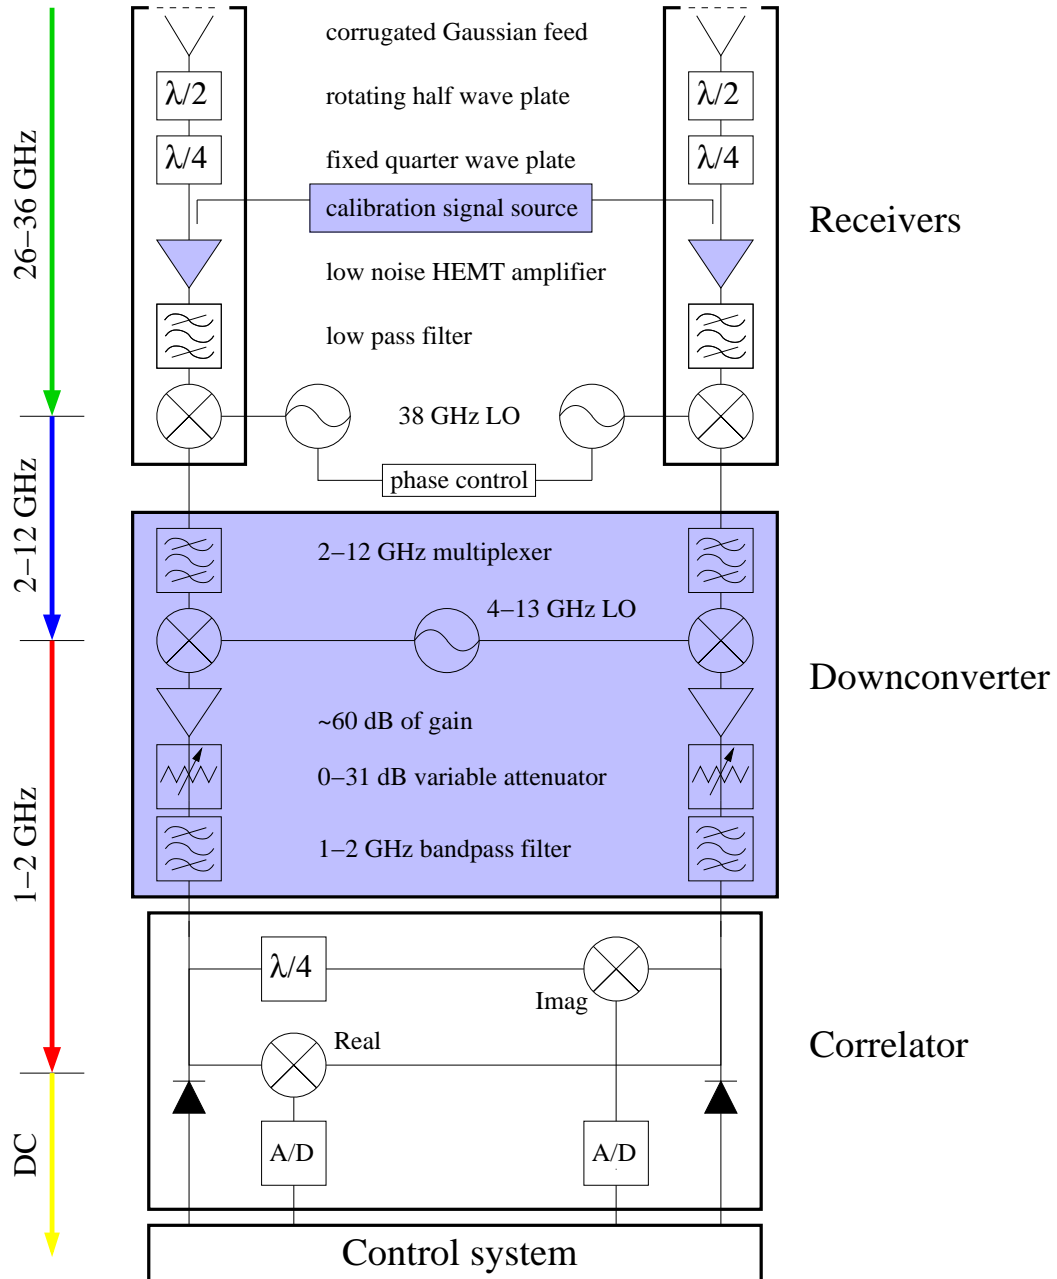 corrugated Gaussian feed
λ/2 rotating half wave plate λ/2
λ/4 fixed quarter wave plate λ/4
calibration signal source
Receivers
26–36 GHz
low noise HEMT amplifier
low pass filter
38 GHz LO
phase control
2–12 GHz
2–12 GHz multiplexer
4–13 GHz LO
Downconverter
~60 dB of gain
0–31 dB variable attenuator
1–2 GHz bandpass filter
1–2 GHz
λ/4
Imag
Real
Correlator
A/D A/D
DC
Control system